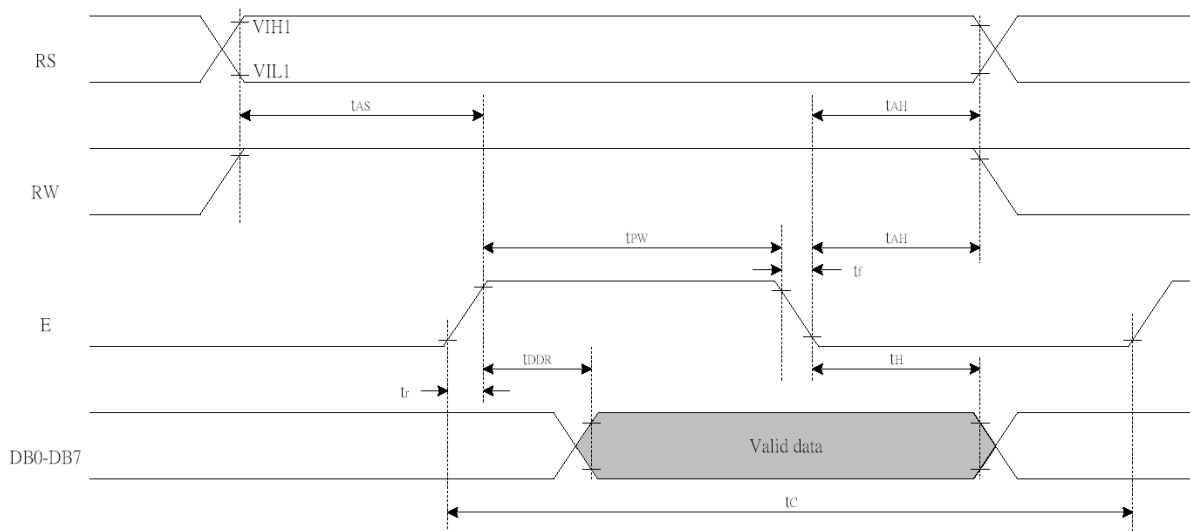 VIH1
RS
VIL1
tAS
tAH
RW
tPW
tAH
tf
E
tDDR
tH
tr
Valid data
DB0-DB7
tC